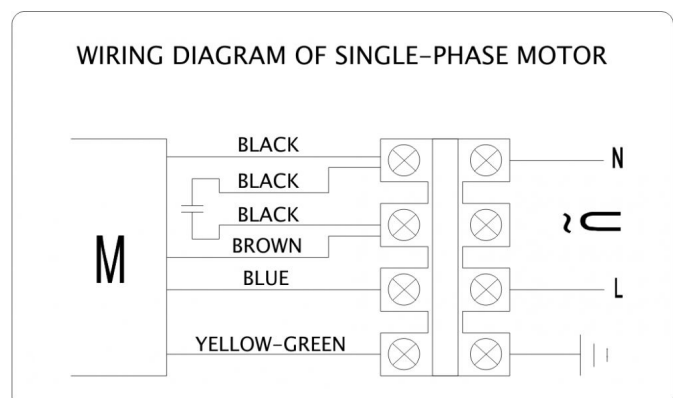 WIRING DIAGRAM OF SINGLE-PHASE MOTOR
BLACK
N
BLACK
M
BLACK
~U
BROWN
BLUE
L
YELLOW-GREEN